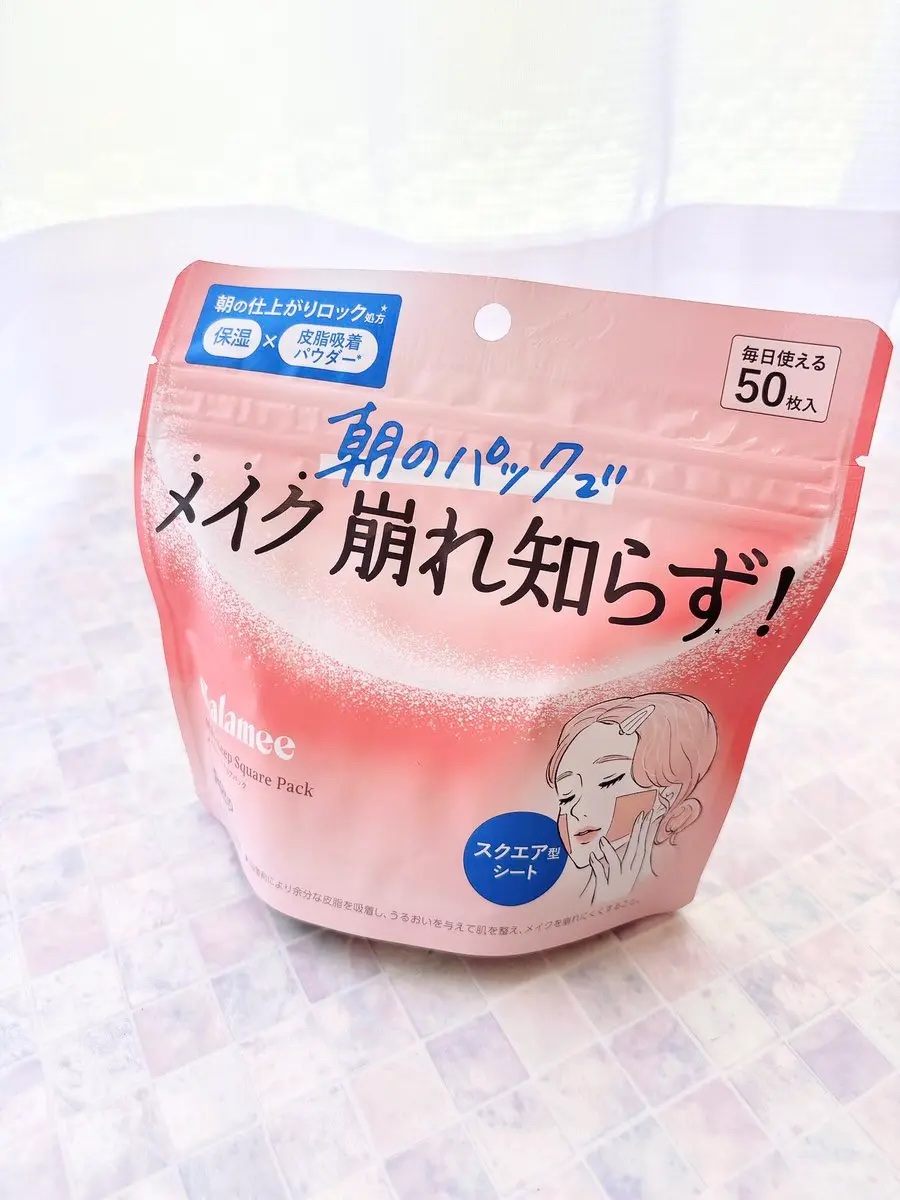 朝の仕上がりロック処方*
保湿 × 皮脂吸着
パウダー*
毎日使える
50枚入
朝のパックで
メイク崩れ知らず!
alamee
Square Pack
スクエア型
シート
により余分な皮脂を吸着し、うるおいを与えて肌を整え、メイクを崩れにくくすること。